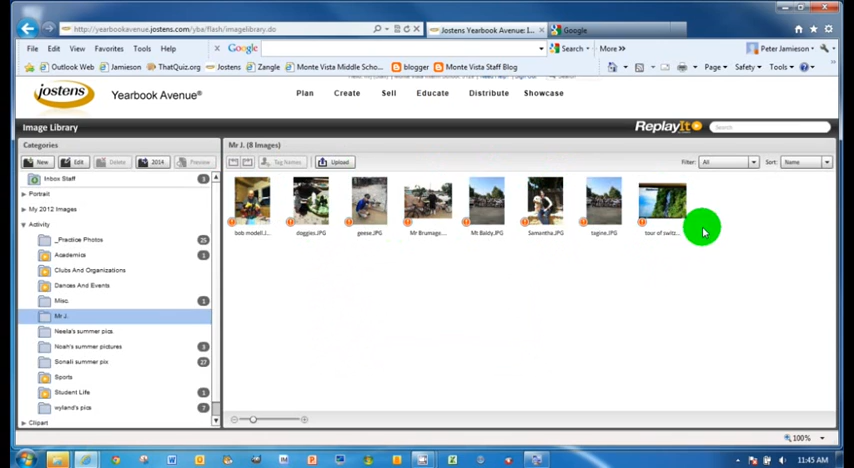 http://yearbookavenue.jostens.com/yba/flash/imagelibrary.do
Jostens Yearbook Avenue: I...
Google
File Edit View Favorites Tools Help
Google
Search
More »
Peter Jamieson
Outlook Web
Jamieson
ThatQuiz.org
Jostens
Zangle
Monte Vista Middle Scho...
blogger
Monte Vista Staff Blog
Page
Safety
Tools
jostens
Yearbook Avenue®
Plan Create Sell Educate Distribute Showcase
Image Library
ReplayIt
Search
Categories
Mr J. (8 Images)
New
Edit
Delete
2014
Preview
Tag Names
Upload
Filter: All
Sort: Name
Inbox Staff 3
Portrait
My 2012 Images
Activity
_Practice Photos 25
Academics 1
Clubs And Organizations
Dances And Events
Misc. 1
Mr J.
Neela's summer pics
Noah's summer pictures 3
Sonali summer pix 27
Sports
Student Life 1
wyland's pics 7
Clipart
bob modell.J...
doggies.JPG
geese.JPG
Mr Brumage....
Mt Baldy.JPG
Samantha.JPG
tagine.JPG
tour of switz...
100%
11:45 AM